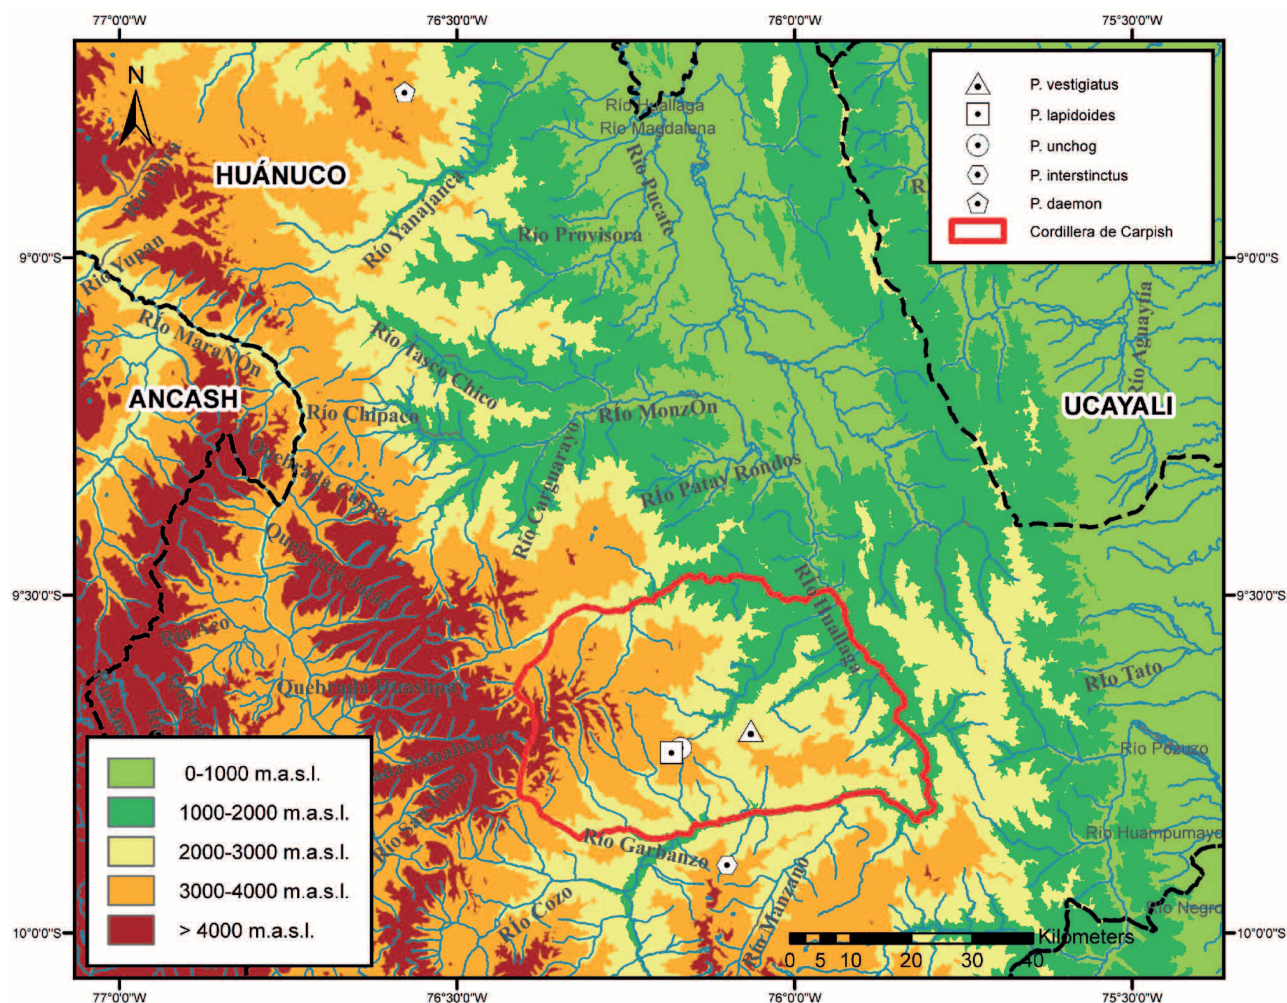 77°0'0"W 76°30'0"W 76°0'0"W 75°30'0"W
N
P. vestigiatus
P. lapidoides
P. unchog
P. interstinctus
P. daemon
Cordillera de Carpish
Río Huallaga
Río Magdalena
HUÁNUCO
Río Pucate
Río Yanajanca
Río Provisora
Río Yupan
9°0'0"S 9°0'0"S
RÍo MaraÑÓn
Río Aguaytía
Río Tasco Chico
ANCASH
Río Chipaco
RÍo MonzÓn
UCAYALI
Río Carguarayo
RÍo Patay Rondos
RÍo Huallaga
9°30'0"S 9°30'0"S
Río Aco
Quebrada Huashpay
RÍo Tato
Río Pozuzo
0-1000 m.a.s.l.
1000-2000 m.a.s.l.
2000-3000 m.a.s.l.
3000-4000 m.a.s.l.
> 4000 m.a.s.l.
Río Huampumayo
Río Garbanzo
RÍo Cozo
Río Manzano
Río Negro
10°0'0"S 10°0'0"S
Kilometers
0 5 10 20 30 40
77°0'0"W 76°30'0"W 76°0'0"W 75°30'0"W